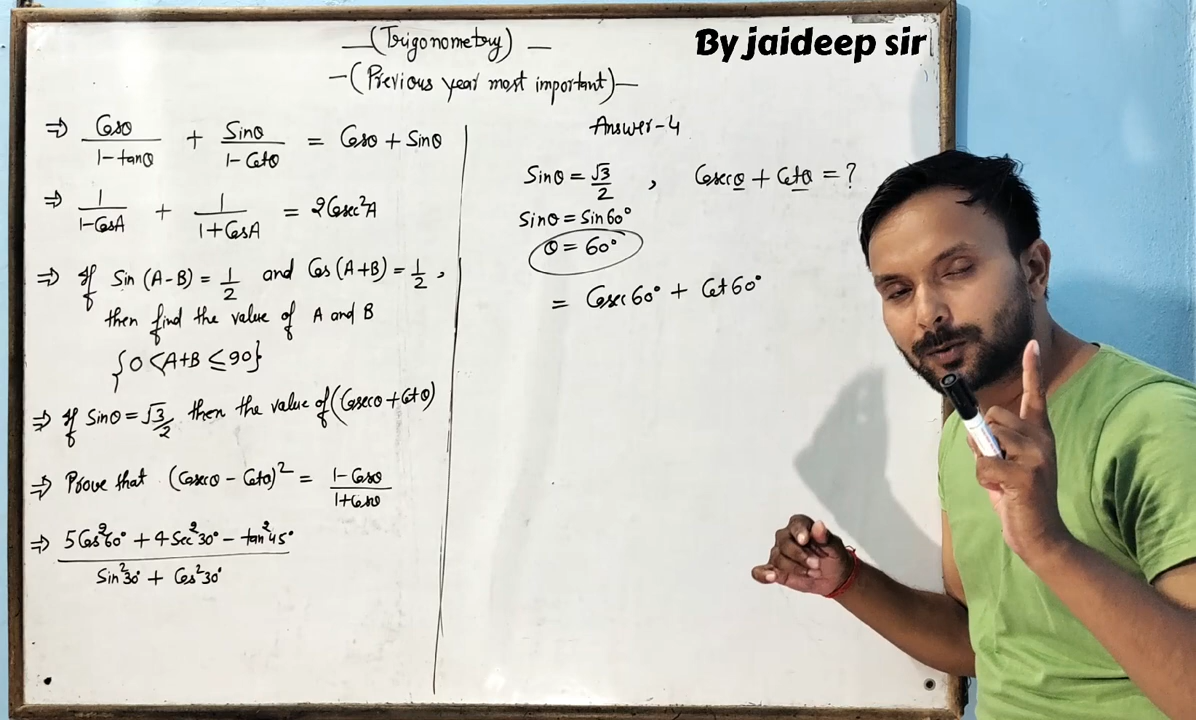 (Trigonometry)
(Previous year most important)
By jaideep sir
⇒ Cosθ/(1-tanθ) + Sinθ/(1-Cotθ) = Cosθ + Sinθ
⇒ 1/(1-CosA) + 1/(1+CosA) = 2Cosec²A
⇒ If Sin (A-B) = 1/2 and Cos (A+B) = 1/2 ,
then find the value of A and B
{0 < A+B ≤ 90}
⇒ If Sinθ = √3/2 then the value of (Cosecθ + Cotθ)
⇒ Prove that (Cosecθ - Cotθ)² = (1-Cosθ)/(1+Cosθ)
⇒ (5Cos²60° + 4Sec²30° - tan²45°)/(Sin²30° + Cos²30°)
Answer-4
Sinθ = √3/2 , Cosecθ + Cotθ = ?
Sinθ = Sin60°
θ = 60°
= Cosec60° + Cot60°